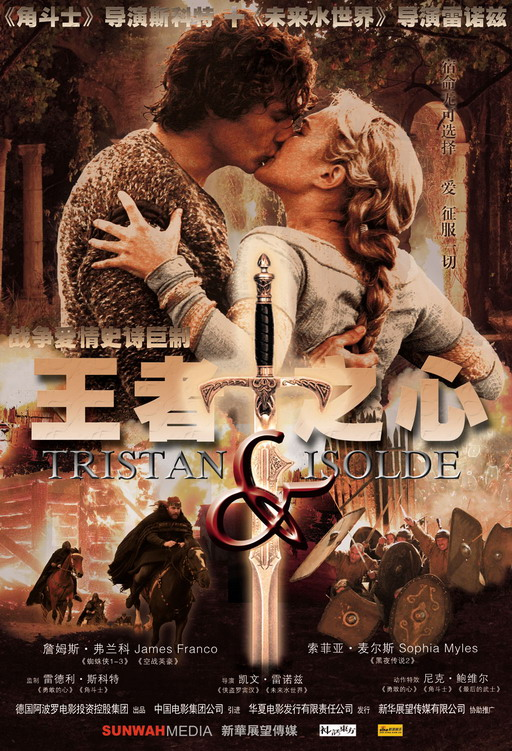 《角斗士》导演斯科特 + 《未来水世界》导演雷诺兹
宿命无可选择 爱 征服一切
战争爱情史诗巨制
王者之心
TRISTAN & ISOLDE
詹姆斯·弗兰科 James Franco
《蜘蛛侠1-3》 《空战英豪》
索菲亚·麦尔斯 Sophia Myles
《黑夜传说2》
监制 雷德利·斯科特
《勇敢的心》《角斗士》
导演 凯文·雷诺兹
《侠盗罗宾汉》 《未来水世界》
动作特效 尼克·鲍维尔
《勇敢的心》《角斗士》《最后的武士》
德国阿波罗电影投资控股集团 出品 中国电影集团公司 引进 华夏电影发行有限责任公司 发行 新华展望传媒有限公司 协助推广
SUNWAHMEDIA 新華展望傳媒